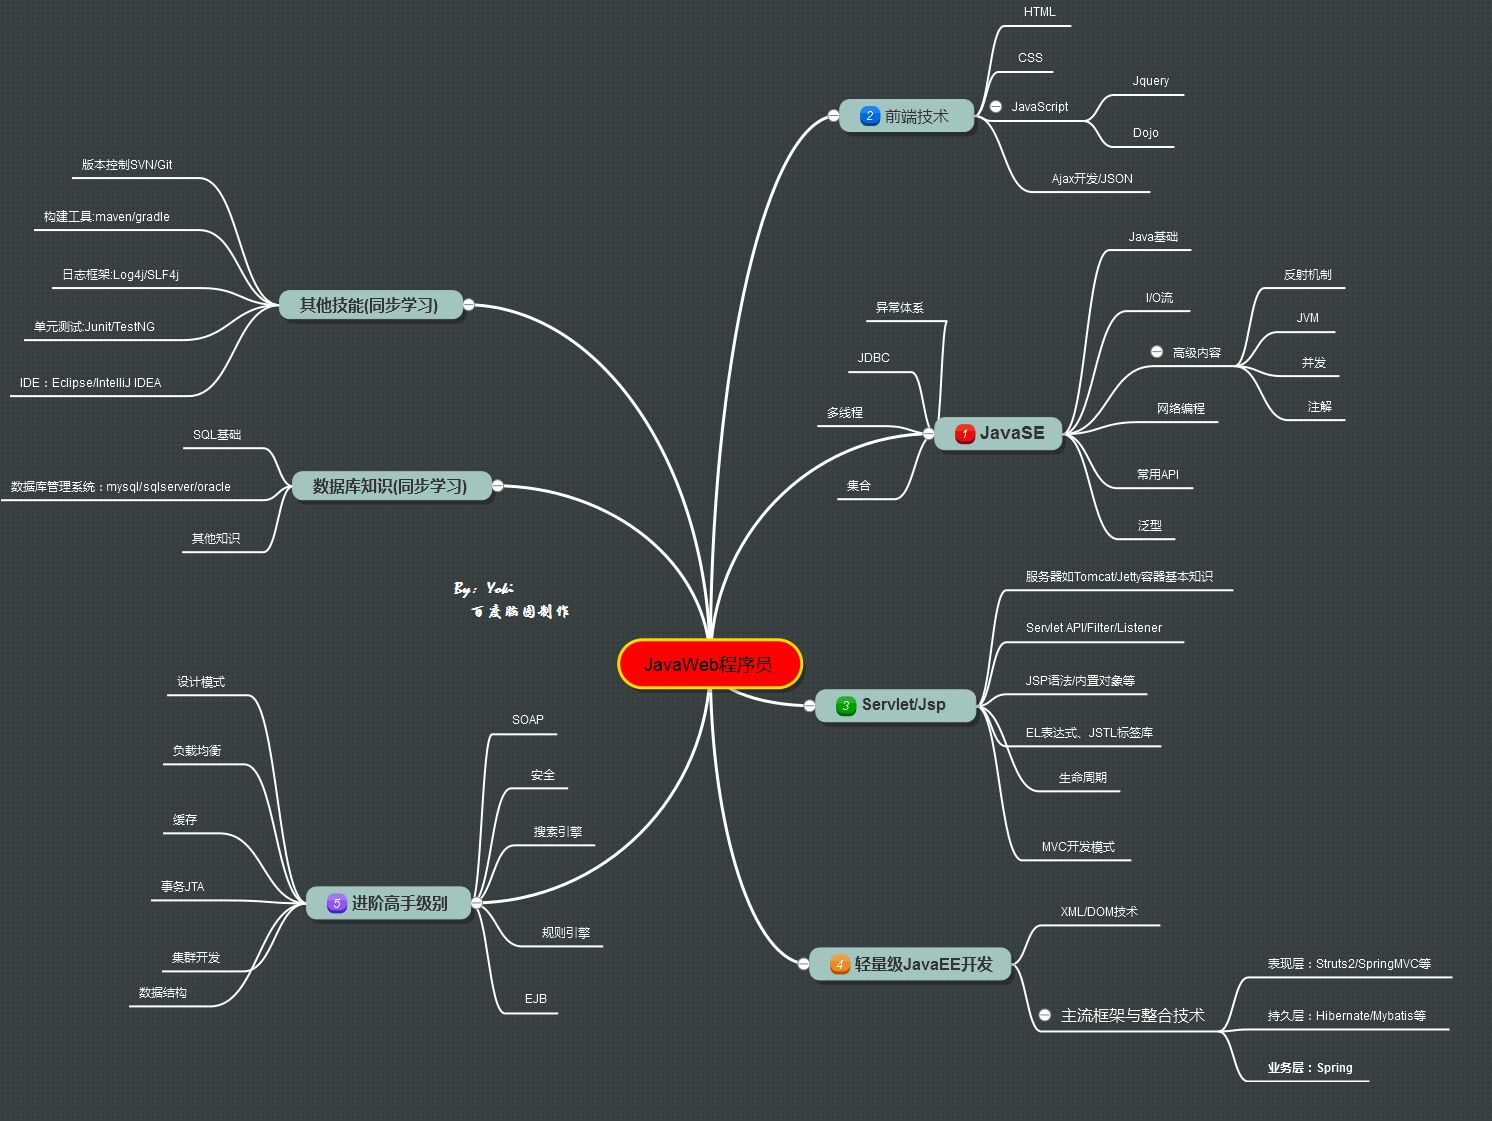 JavaWeb程序员
1 JavaSE
Java基础
I/O流
高级内容
反射机制
JVM
并发
注解
网络编程
常用API
泛型
异常体系
JDBC
多线程
集合
2 前端技术
HTML
CSS
JavaScript
Jquery
Dojo
Ajax开发/JSON
3 Servlet/Jsp
服务器如Tomcat/Jetty容器基本知识
Servlet API/Filter/Listener
JSP语法/内置对象等
EL表达式、JSTL标签库
生命周期
MVC开发模式
4 轻量级JavaEE开发
XML/DOM技术
主流框架与整合技术
表现层：Struts2/SpringMVC等
持久层：Hibernate/Mybatis等
业务层：Spring
5 进阶高手级别
SOAP
安全
搜索引擎
规则引擎
EJB
设计模式
负载均衡
缓存
事务JTA
集群开发
数据结构
数据库知识(同步学习)
SQL基础
数据库管理系统：mysql/sqlserver/oracle
其他知识
其他技能(同步学习)
版本控制SVN/Git
构建工具:maven/gradle
日志框架:Log4j/SLF4j
单元测试:Junit/TestNG
IDE：Eclipse/IntelliJ IDEA
By: Yoki
百度脑图制作